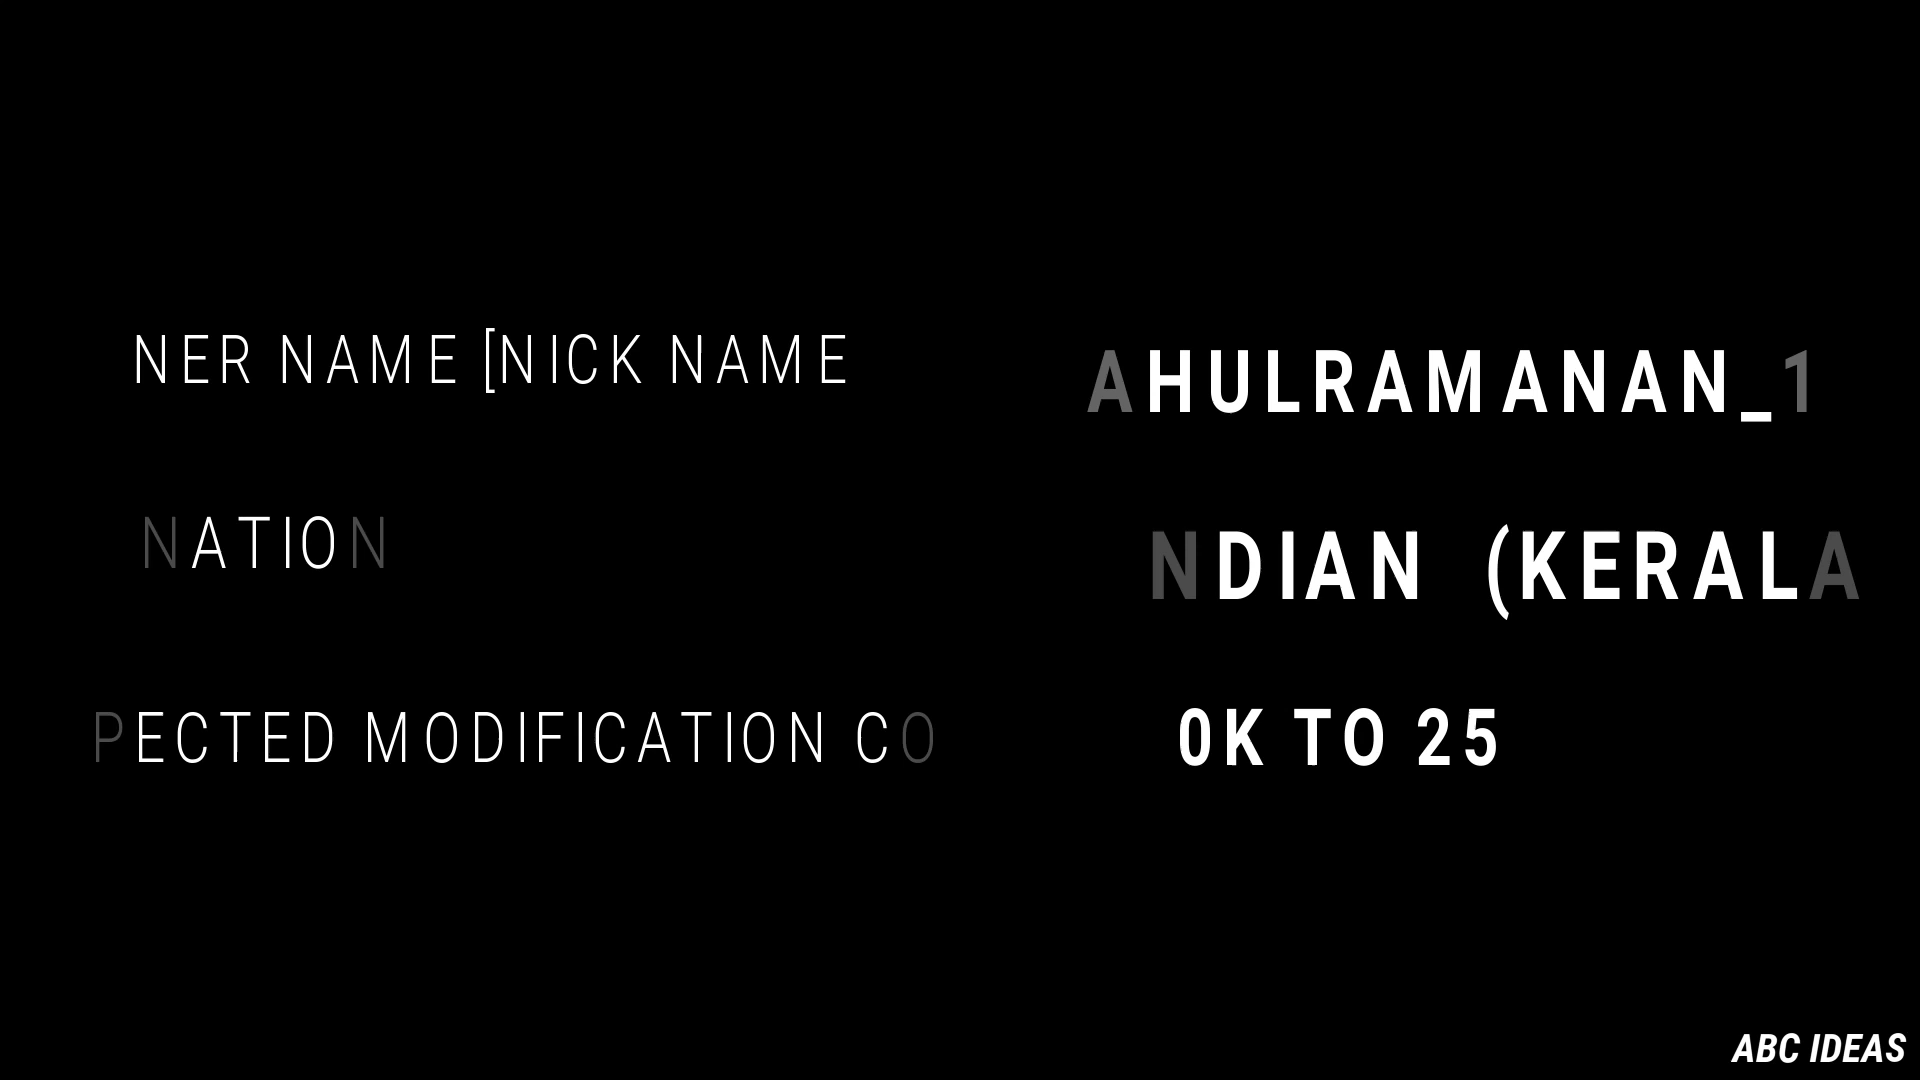 NER NAME [NICK NAME
AHULRAMANAN_1
NATION
NDIAN (KERALA
PECTED MODIFICATION CO
0K TO 25
ABC IDEAS